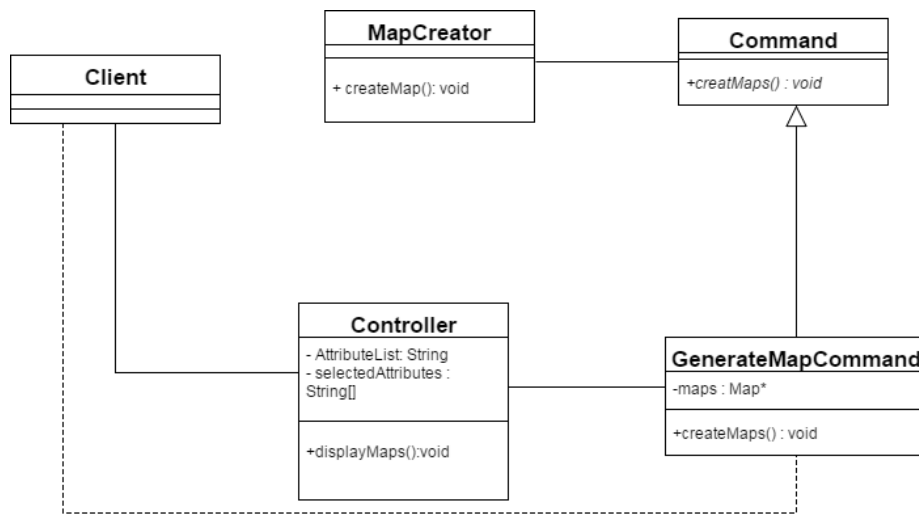 MapCreator
+ createMap(): void
Command
+creatMaps() : void
Client
Controller
- AttributeList: String
- selectedAttributes :
String[]
+displayMaps():void
GenerateMapCommand
-maps : Map*
+createMaps() : void